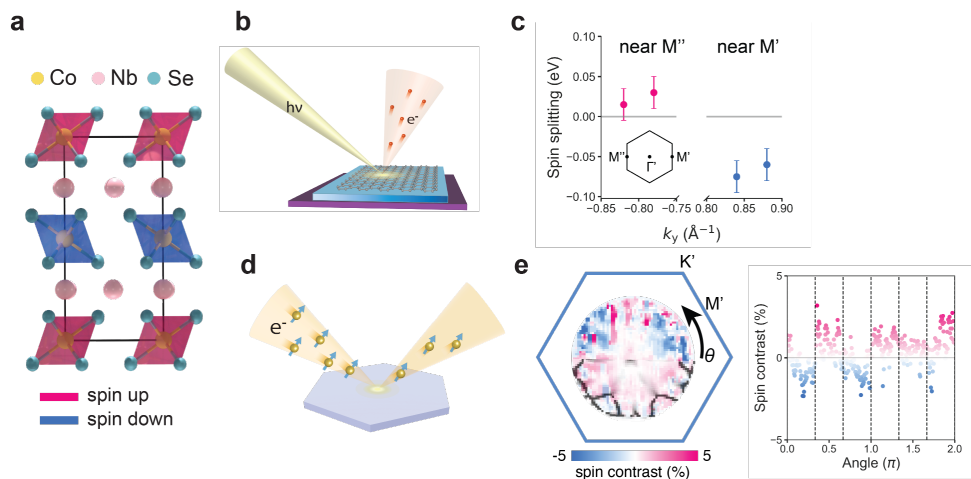 a
Co Nb Se
spin up
spin down
b
hν
e-
c
near M'' near M'
Spin splitting (eV)
0.10
0.05
0.00
-0.05
-0.10
M'' Γ' M'
-0.85 -0.80 -0.75 0.80 0.85 0.90
ky (Å⁻¹)
d
e-
e
K'
M'
θ
-5 5
spin contrast (%)
Spin contrast (%)
5
0
-5
0.0 0.5 1.0 1.5 2.0
Angle (π)